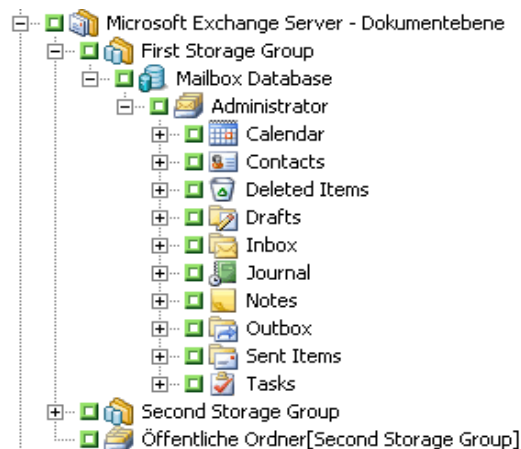 Microsoft Exchange Server - Dokumentebene
First Storage Group
Mailbox Database
Administrator
Calendar
Contacts
Deleted Items
Drafts
Inbox
Journal
Notes
Outbox
Sent Items
Tasks
Second Storage Group
Öffentliche Ordner[Second Storage Group]